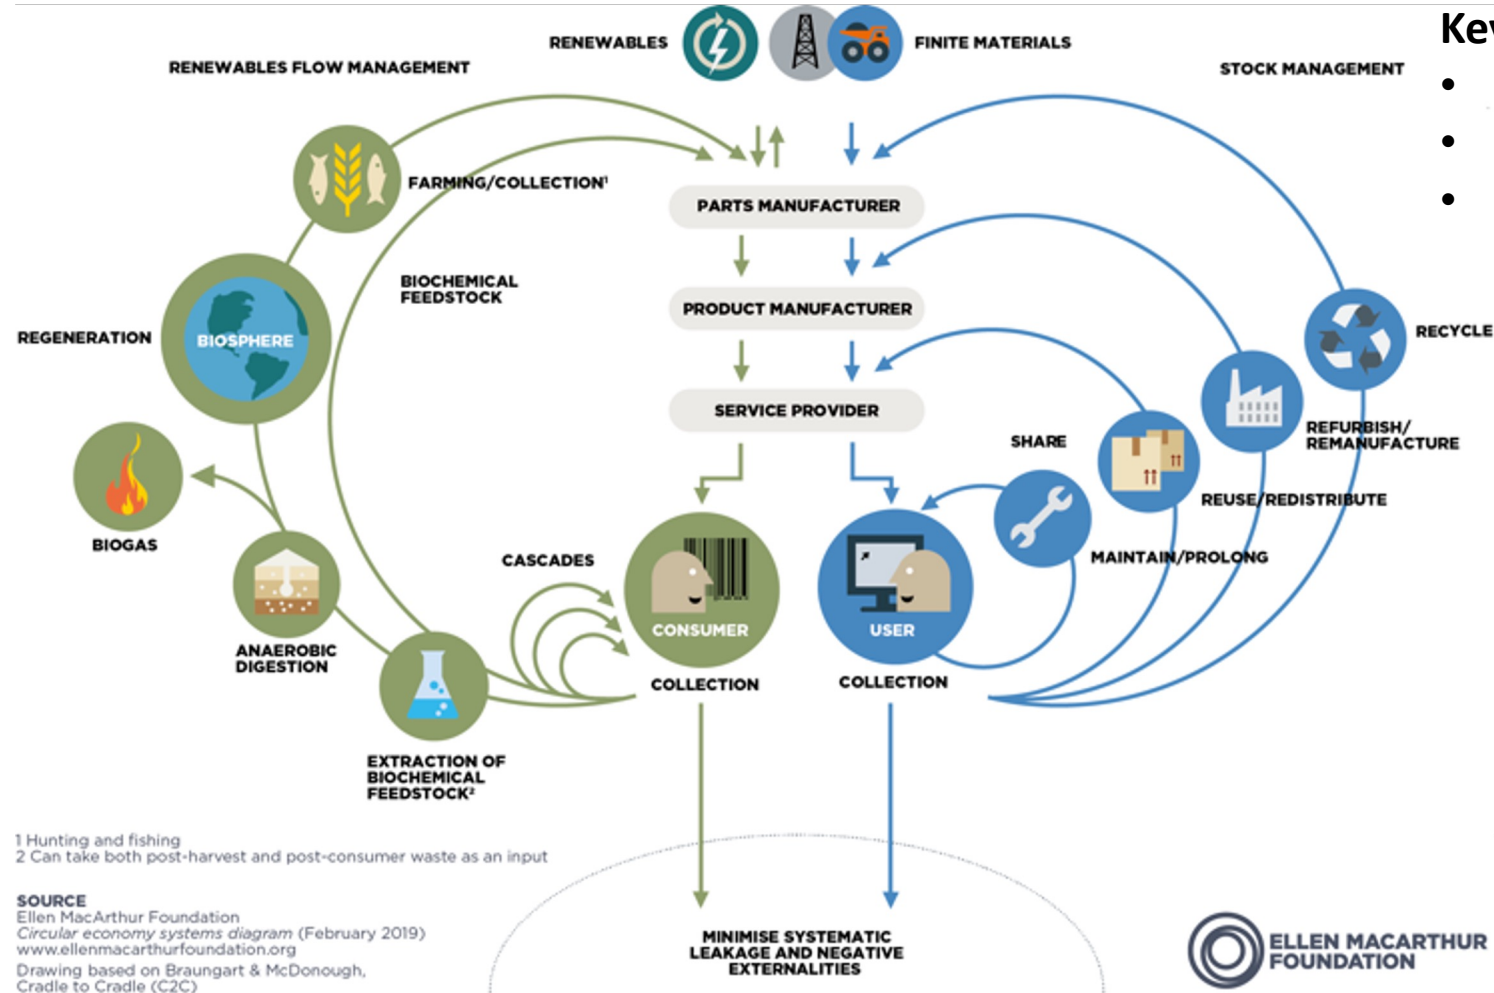 RENEWABLES
FINITE MATERIALS
RENEWABLES FLOW MANAGEMENT
STOCK MANAGEMENT
FARMING/COLLECTION¹
PARTS MANUFACTURER
BIOCHEMICAL
FEEDSTOCK
PRODUCT MANUFACTURER
REGENERATION
BIOSPHERE
RECYCLE
SERVICE PROVIDER
SHARE
REFURBISH/
REMANUFACTURE
REUSE/REDISTRIBUTE
BIOGAS
CASCADES
MAINTAIN/PROLONG
CONSUMER
USER
ANAEROBIC
DIGESTION
COLLECTION
COLLECTION
EXTRACTION OF
BIOCHEMICAL
FEEDSTOCK²
1 Hunting and fishing
2 Can take both post-harvest and post-consumer waste as an input
SOURCE
Ellen MacArthur Foundation
Circular economy systems diagram (February 2019)
www.ellenmacarthurfoundation.org
Drawing based on Braungart & McDonough,
Cradle to Cradle (C2C)
MINIMISE SYSTEMATIC
LEAKAGE AND NEGATIVE
EXTERNALITIES
ELLEN MACARTHUR
FOUNDATION